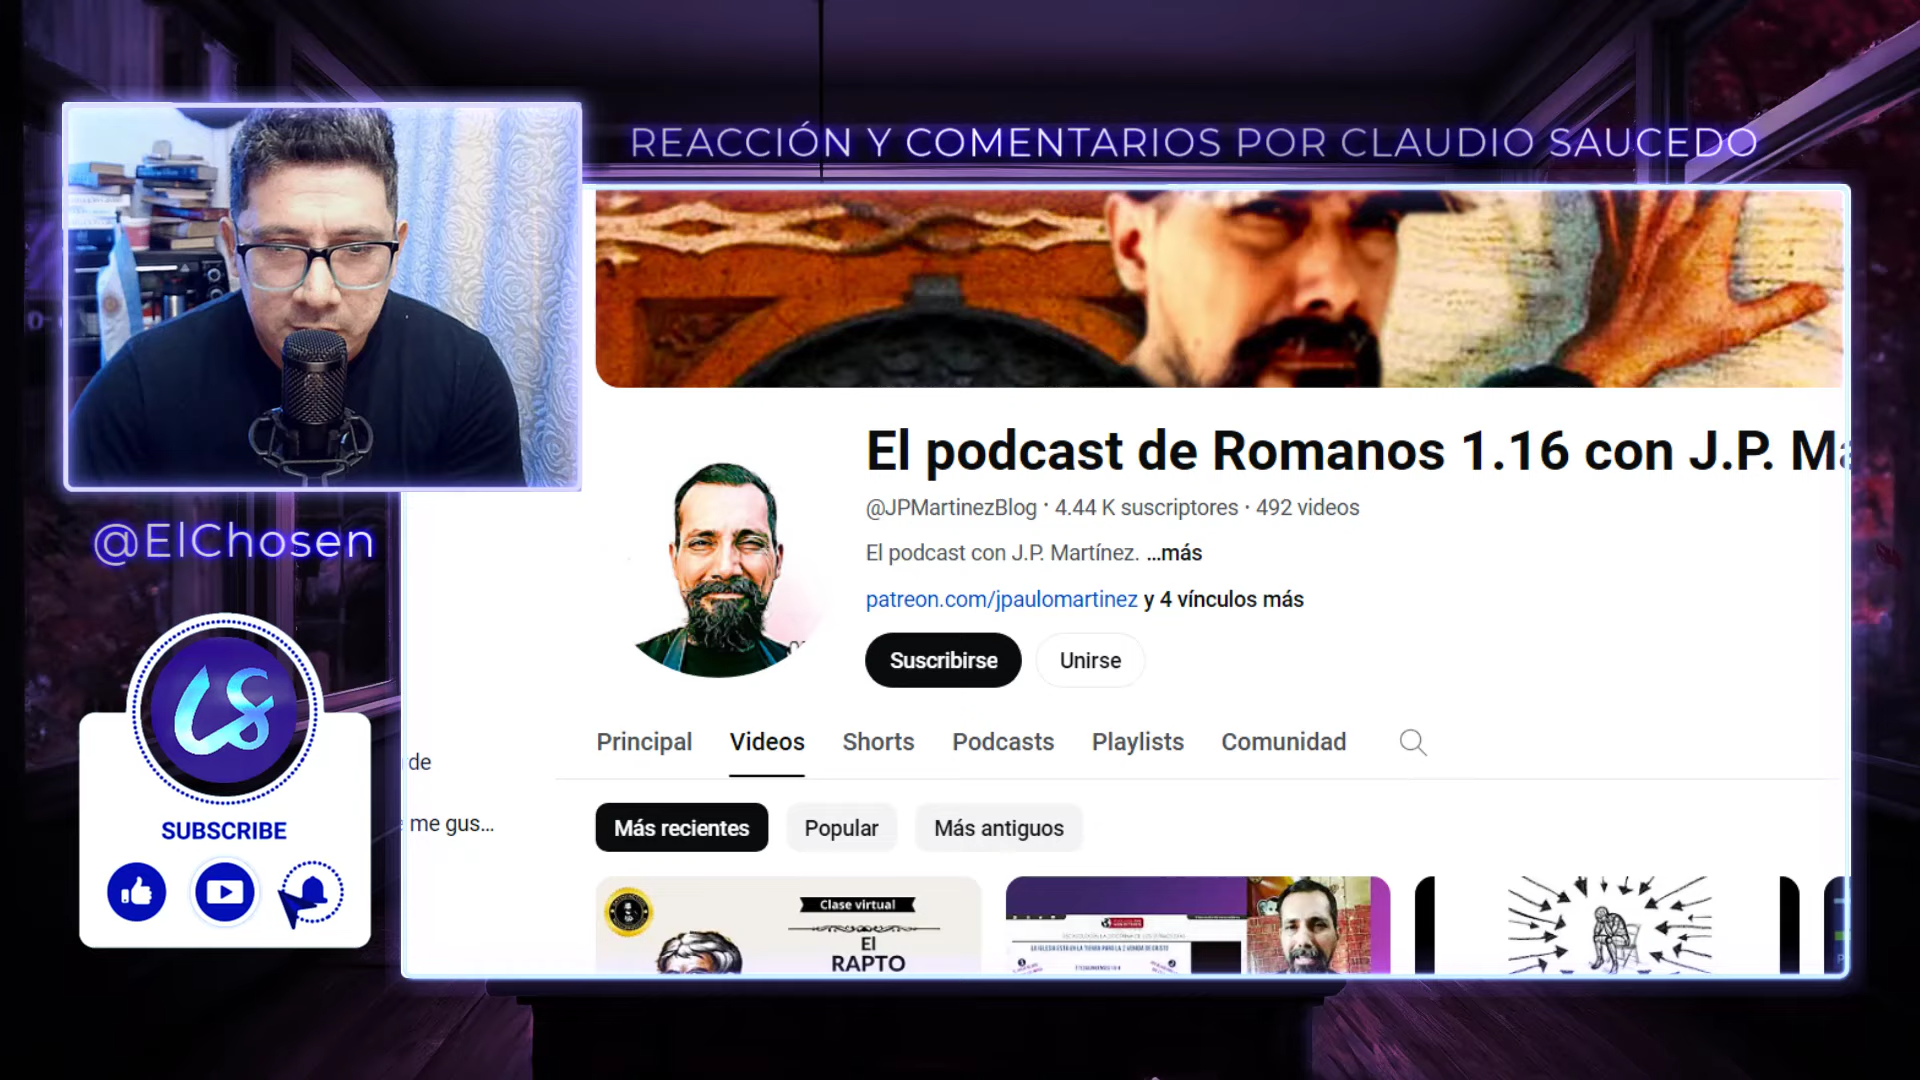 REACCIÓN Y COMENTARIOS POR CLAUDIO SAUCEDO
@ElChosen
El podcast de Romanos 1.16 con J.P. Ma
@JPMartinezBlog · 4.44 K suscriptores · 492 videos
El podcast con J.P. Martínez. ...más
patreon.com/jpaulomartinez y 4 vínculos más
Suscribirse
Unirse
Principal
Videos
Shorts
Podcasts
Playlists
Comunidad
de
me gus...
Más recientes
Popular
Más antiguos
Clase virtual
El
RAPTO
LS
SUBSCRIBE